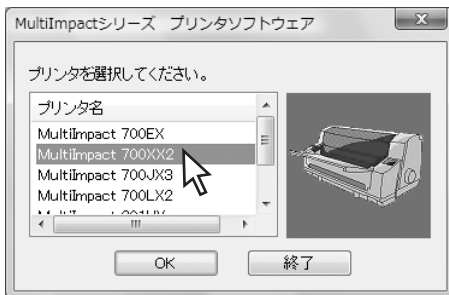 MultiImpactシリーズ プリンタソフトウェア
プリンタを選択してください。
プリンタ名
MultiImpact 700EX
MultiImpact 700XX2
MultiImpact 700JX3
MultiImpact 700LX2
OK
終了